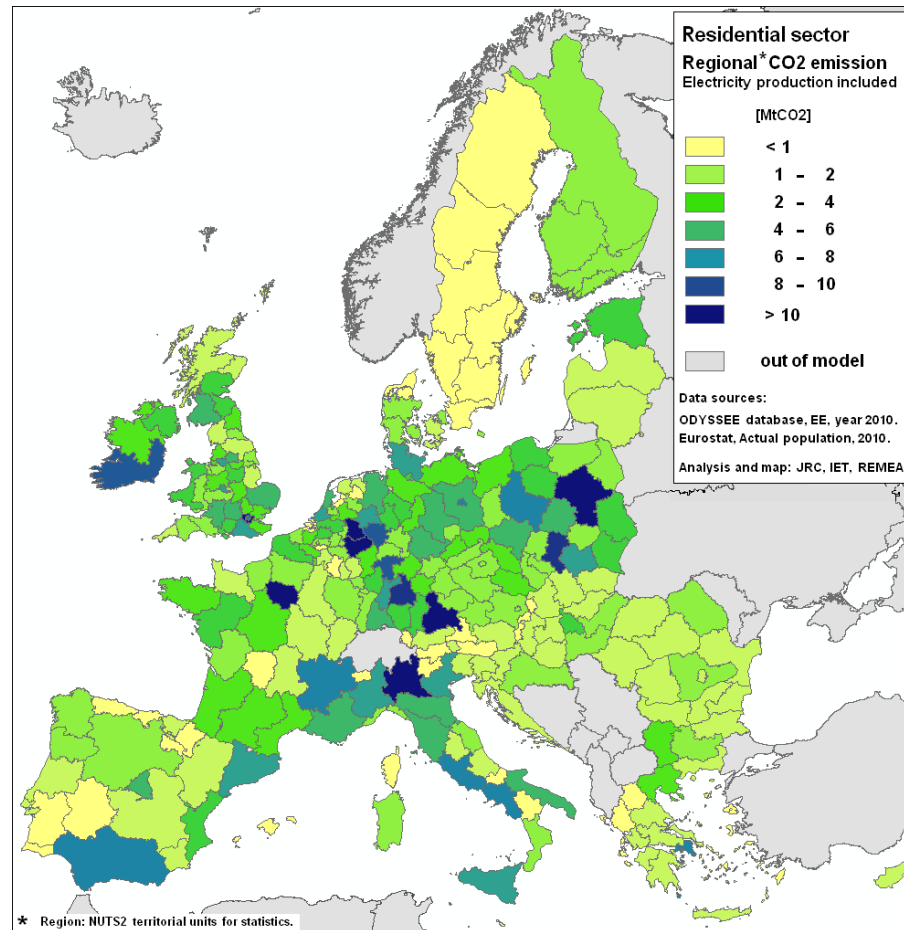 Residential sector
Regional*CO2 emission
Electricity production included
[MtCO2]
< 1
1 - 2
2 - 4
4 - 6
6 - 8
8 - 10
> 10
out of model
Data sources:
ODYSSEE database, EE, year 2010.
Eurostat, Actual population, 2010.
Analysis and map: JRC, IET, REMEA
* Region: NUTS2 territorial units for statistics.